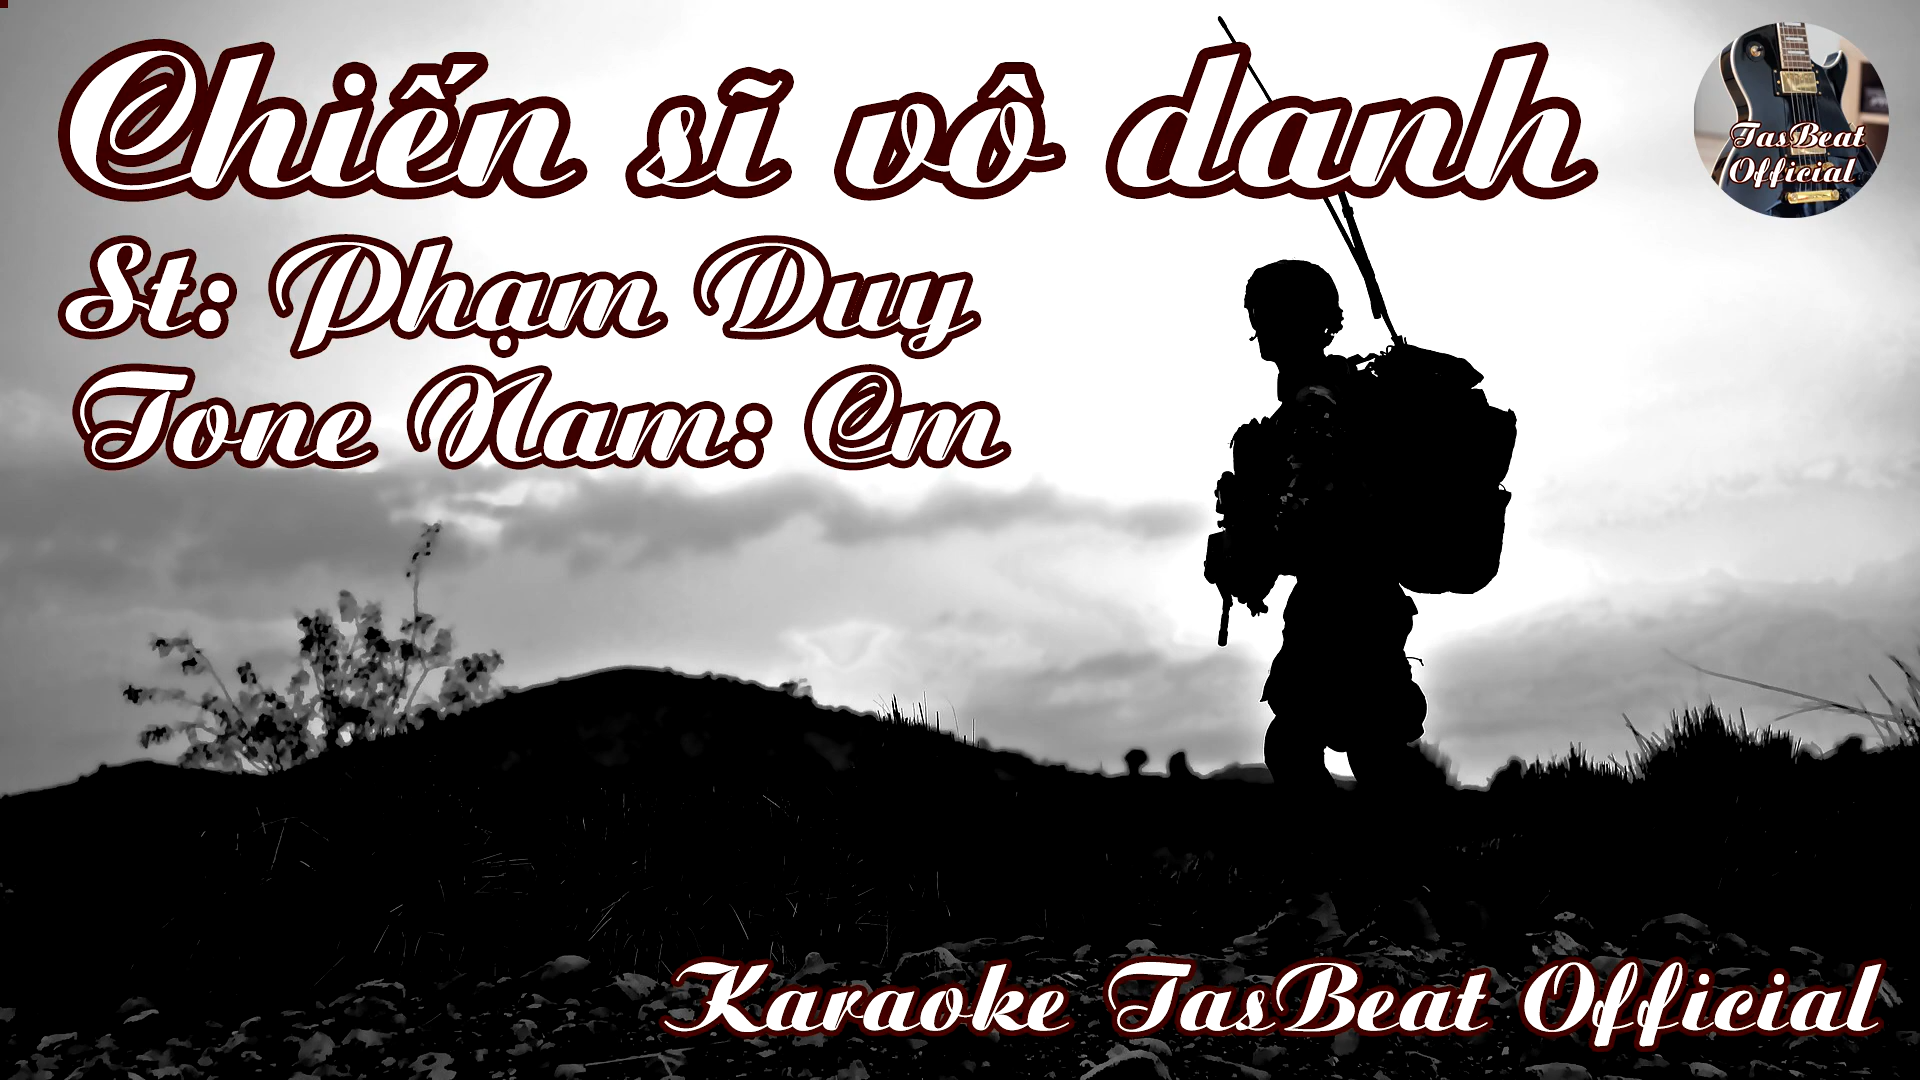 Chiến sĩ vô danh
St: Phạm Duy
Tone Nam: Cm
TasBeat
Official
Karaoke TasBeat Official